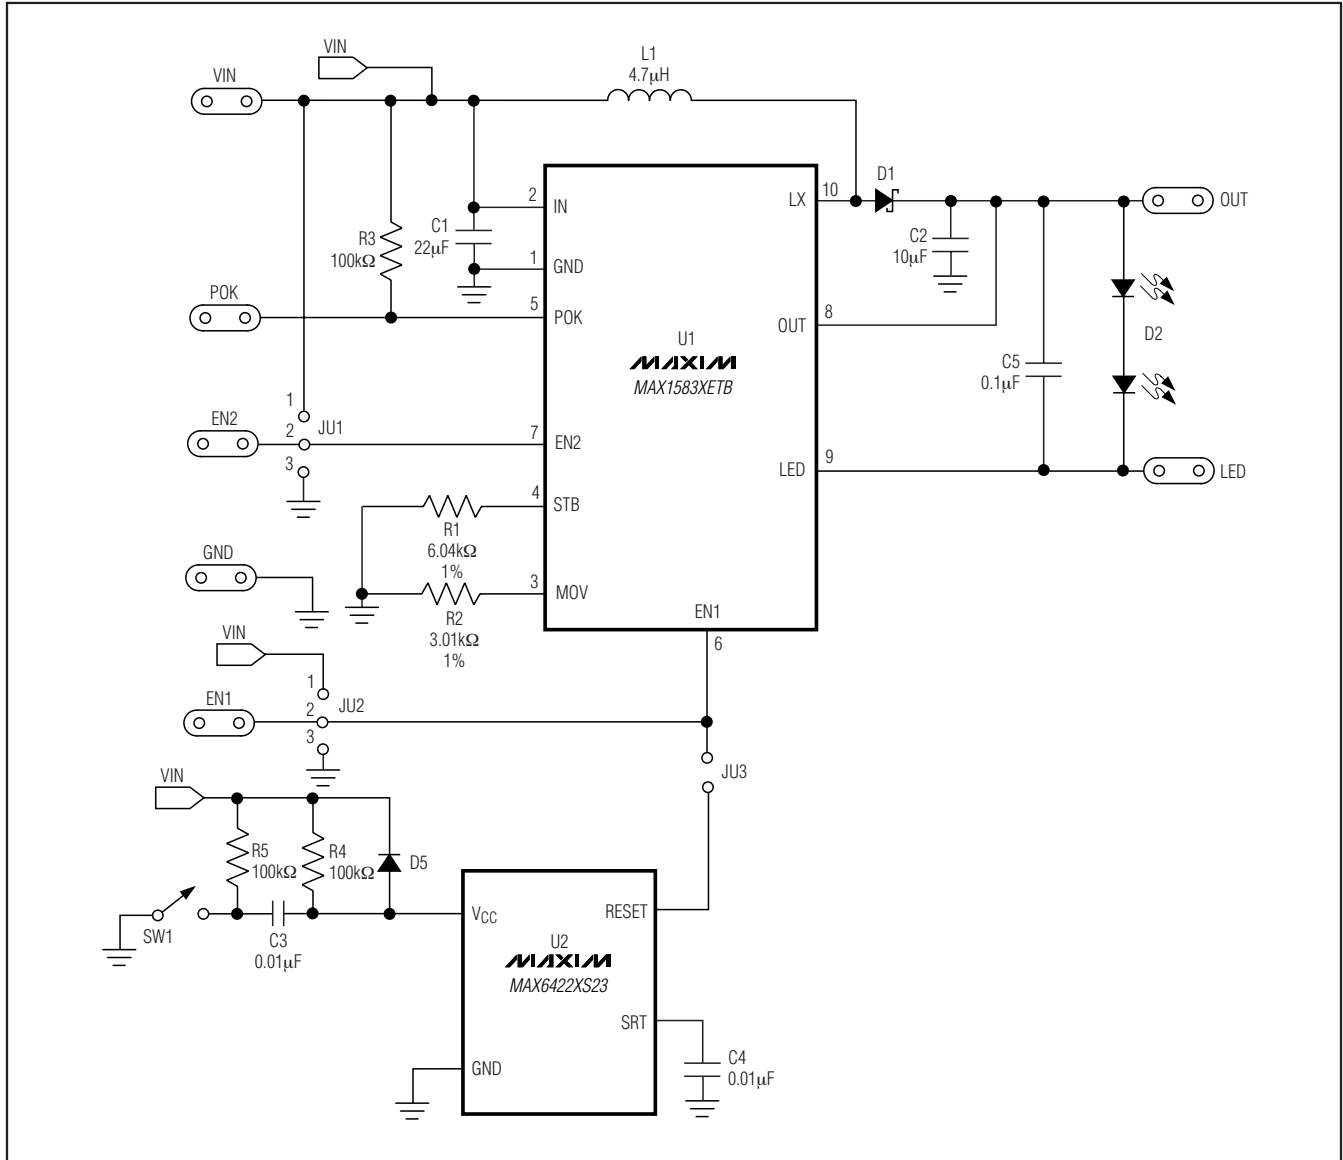 VIN
L1
4.7µH
VIN
D1
2
IN
LX
10
OUT
C1
22µF
R3
100kΩ
C2
10µF
1
GND
POK
5
POK
OUT
8
U1
MAXIM
MAX1583XETB
D2
C5
0.1µF
EN2
1
2
3
JU1
7
EN2
LED
9
LED
4
STB
R1
6.04kΩ
1%
GND
3
MOV
R2
3.01kΩ
1%
EN1
6
VIN
1
EN1
2
JU2
3
JU3
VIN
R5
100kΩ
R4
100kΩ
D5
SW1
C3
0.01µF
VCC
RESET
U2
MAXIM
MAX6422XS23
SRT
GND
C4
0.01µF